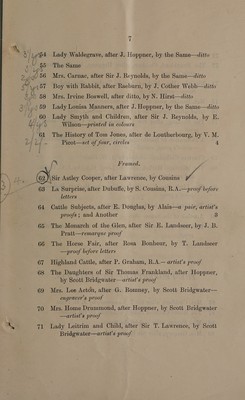 7
54 Lady Waldegrave, after J. Hoppner, by the Same—ditto
55 The Same
56 Mrs. Carnac, after Sir J. Reynolds, by the Same—ditto
57 Boy with Rabbit, after Raeburn, by J. Cother Webb—ditto
58 Mrs. Irvine Boswell, after ditto, by N. Hirst—ditto
59 Lady Louisa Manners, after J. Hoppner, by the Same—ditto
60 Lady Smyth and Children, after Sir J. Reynolds, by E.
Wilson—printed in colours
61 The History of Tom Jones, after de Loutherbourg, by V. M.
Picot—set of four, circles 4
Framed.
62 Sir Astley Cooper, after Lawrence, by Cousins
63 La Surprise, after Dubuffe, by S. Cousins, R.A.—proof before
letters
64 Cattle Subjects, after E. Douglas, by Alais—a pair, artist's
proofs; and Another 3
65 The Monarch of the Glen, after Sir E. Landseer, by J. B.
Pratt—remarque proof
66 The Horse Fair, after Rosa Bonheur, by T. Landseer
—proof before letters
67 Highland Cattle, after P. Graham, R.A.—artist's proof
68 The Daughters of Sir Thomas Frankland, after Hoppner,
by Scott Bridgwater—artist's proof
69 Mrs. Lee Acton, after G. Romney, by Scott Bridgwater—
engraver's proof
70 Mrs. Home Drummond, after Hoppner, by Scott Bridgwater
—artist's proof
71 Lady Leitrim and Child, after Sir T. Lawrence, by Scott
Bridgwater—artist's proof